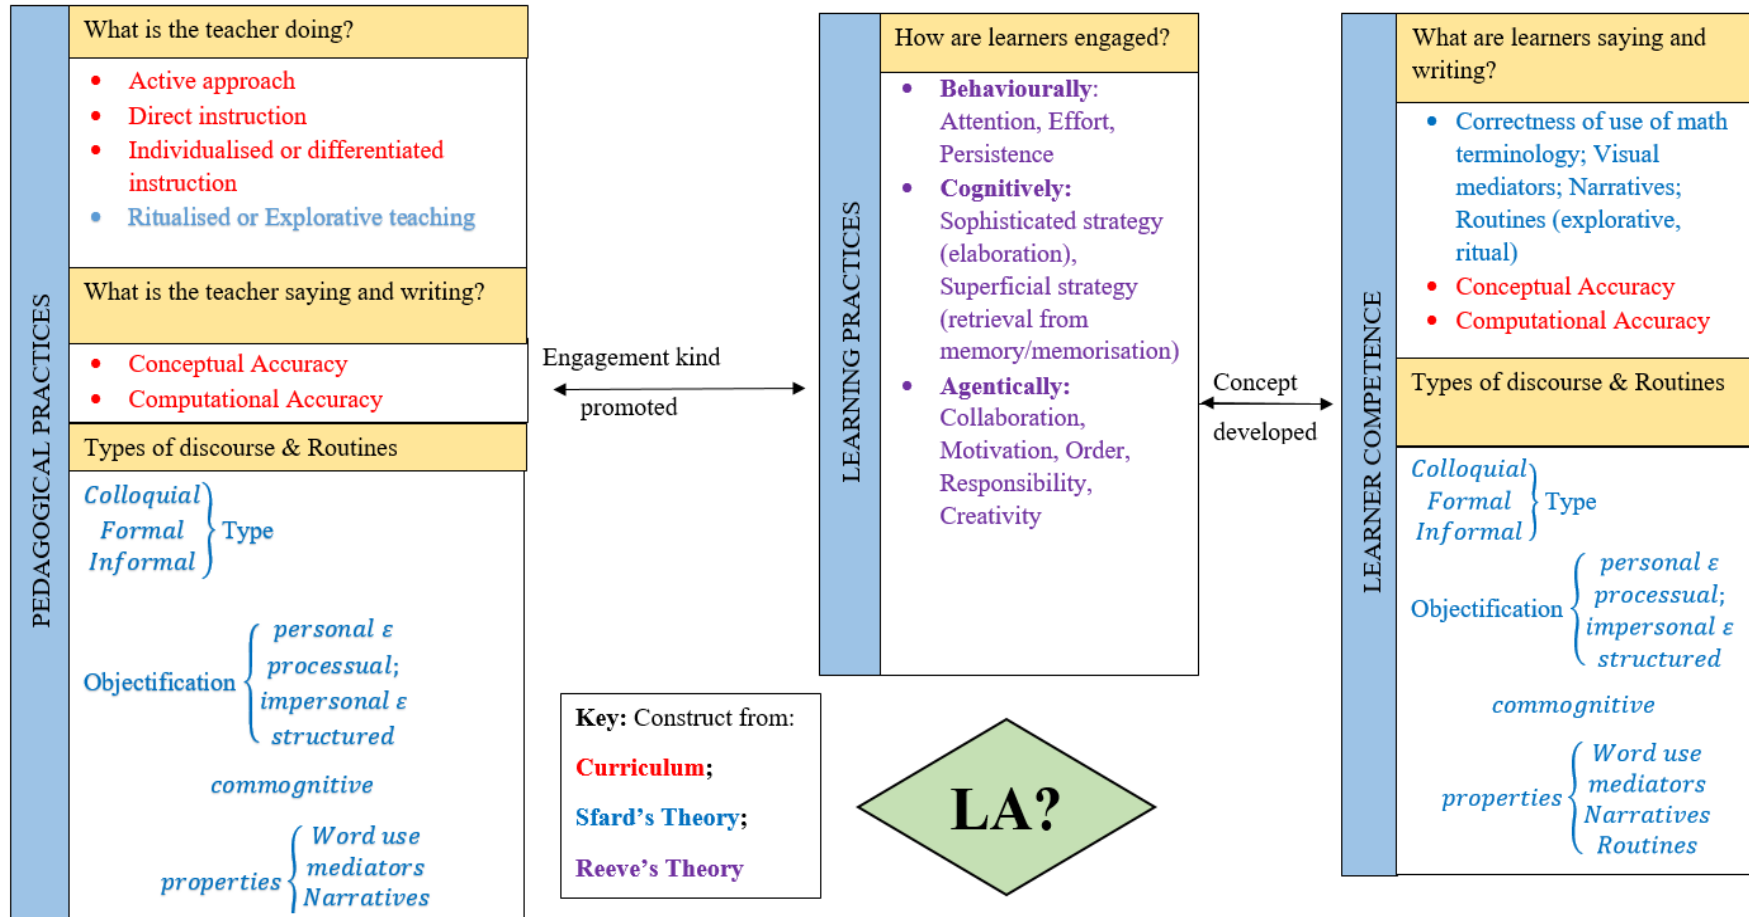 PEDAGOGICAL PRACTICES
What is the teacher doing?
• Active approach
• Direct instruction
• Individualised or differentiated
instruction
• Ritualised or Explorative teaching
What is the teacher saying and writing?
• Conceptual Accuracy
• Computational Accuracy
Types of discourse & Routines
Colloquial
Formal
Informal
Type
Objectification
personal ε
processual;
impersonal ε
structured
commognitive
properties
Word use
mediators
Narratives
Engagement kind
promoted
LEARNING PRACTICES
How are learners engaged?
• Behaviourally:
Attention, Effort,
Persistence
• Cognitively:
Sophisticated strategy
(elaboration),
Superficial strategy
(retrieval from
memory/memorisation)
• Agentically:
Collaboration,
Motivation, Order,
Responsibility,
Creativity
Concept
developed
LEARNER COMPETENCE
What are learners saying and
writing?
• Correctness of use of math
terminology; Visual
mediators; Narratives;
Routines (explorative,
ritual)
• Conceptual Accuracy
• Computational Accuracy
Types of discourse & Routines
Colloquial
Formal
Informal
Type
Objectification
personal ε
processual;
impersonal ε
structured
commognitive
properties
Word use
mediators
Narratives
Routines
Key: Construct from:
Curriculum;
Sfard's Theory;
Reeve's Theory
LA?